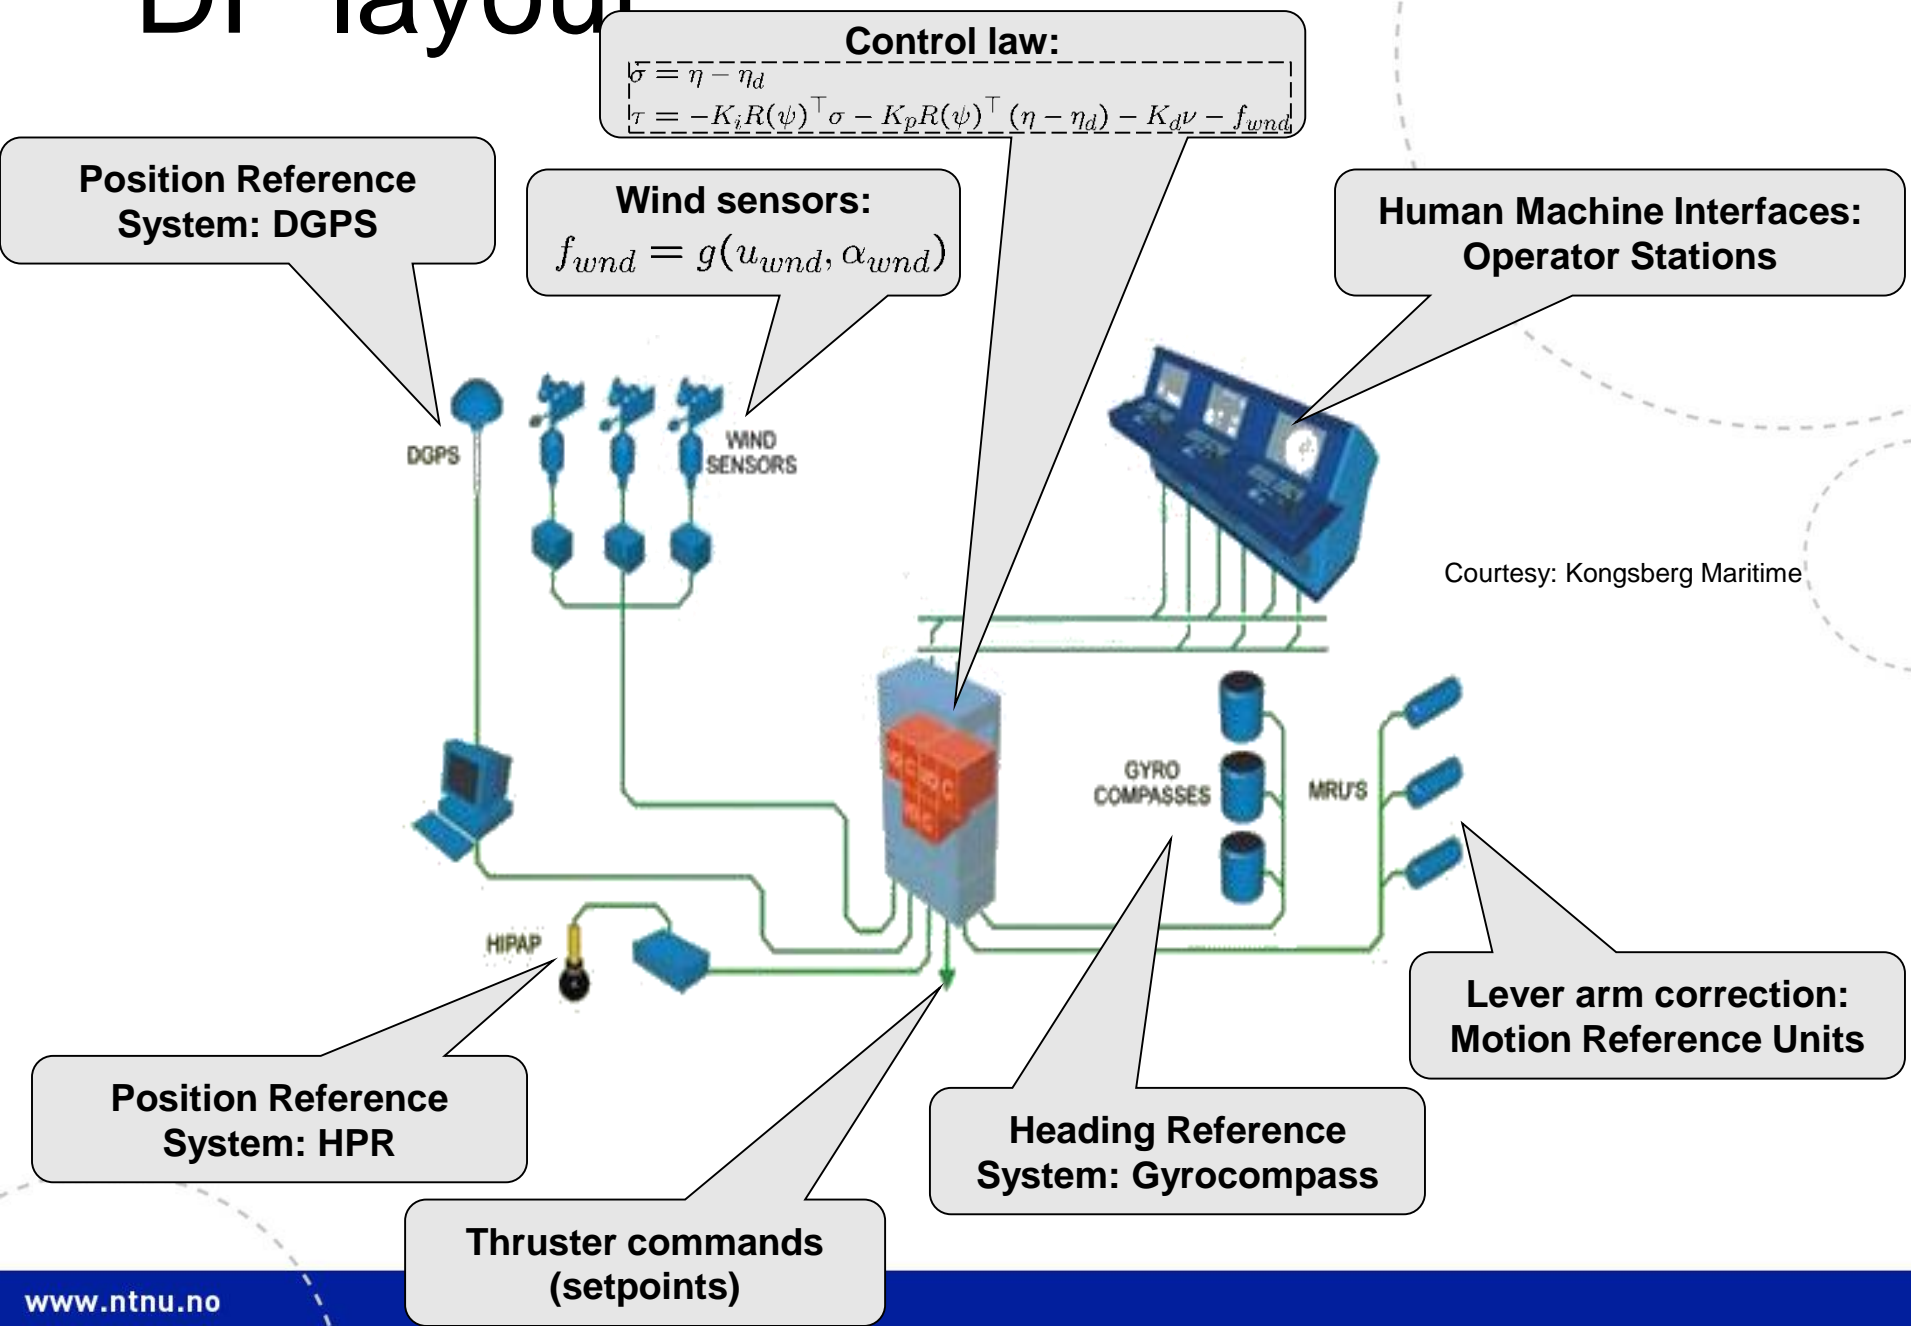 DP layout
Control law:
σ̇ = η − η_d
τ = −K_i R(ψ)^⊤ σ − K_p R(ψ)^⊤ (η − η_d) − K_d ν − f_wnd
Position Reference
System: DGPS
Wind sensors:
f_wnd = g(u_wnd, α_wnd)
Human Machine Interfaces:
Operator Stations
DGPS
WIND
SENSORS
Courtesy: Kongsberg Maritime
GYRO
COMPASSES
MRU'S
HIPAP
Lever arm correction:
Motion Reference Units
Position Reference
System: HPR
Heading Reference
System: Gyrocompass
Thruster commands
(setpoints)
www.ntnu.no